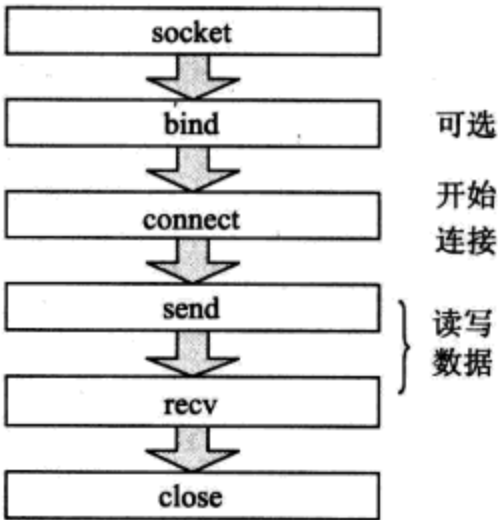 socket
bind
可选
开始
连接
connect
send
读写
数据
recv
close